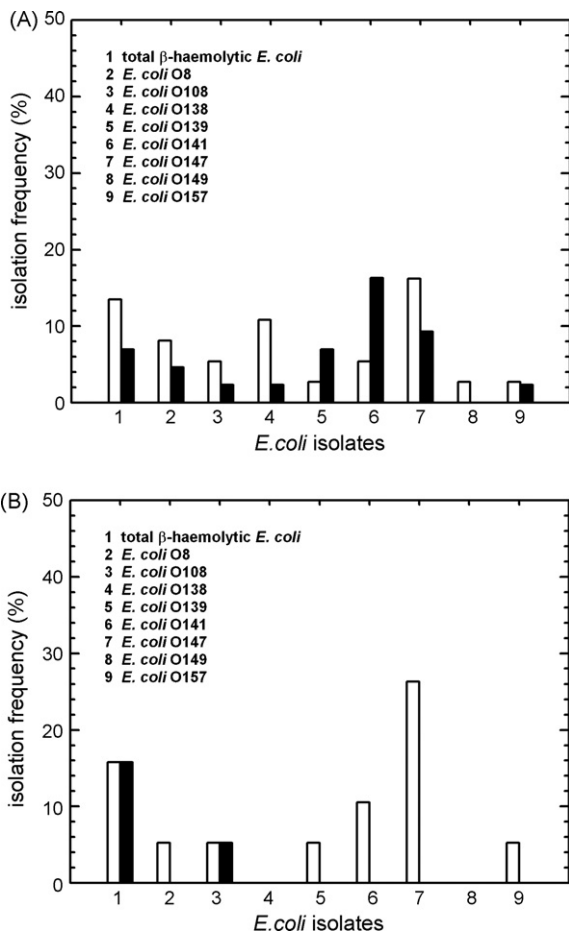 (A)
50
40
30
20
10
0
isolation frequency (%)
1 total β-haemolytic E. coli
2 E. coli O8
3 E. coli O108
4 E. coli O138
5 E. coli O139
6 E. coli O141
7 E. coli O147
8 E. coli O149
9 E. coli O157
1 2 3 4 5 6 7 8 9
E.coli isolates
(B)
50
40
30
20
10
0
isolation frequency (%)
1 total β-haemolytic E. coli
2 E. coli O8
3 E. coli O108
4 E. coli O138
5 E. coli O139
6 E. coli O141
7 E. coli O147
8 E. coli O149
9 E. coli O157
1 2 3 4 5 6 7 8 9
E.coli isolates